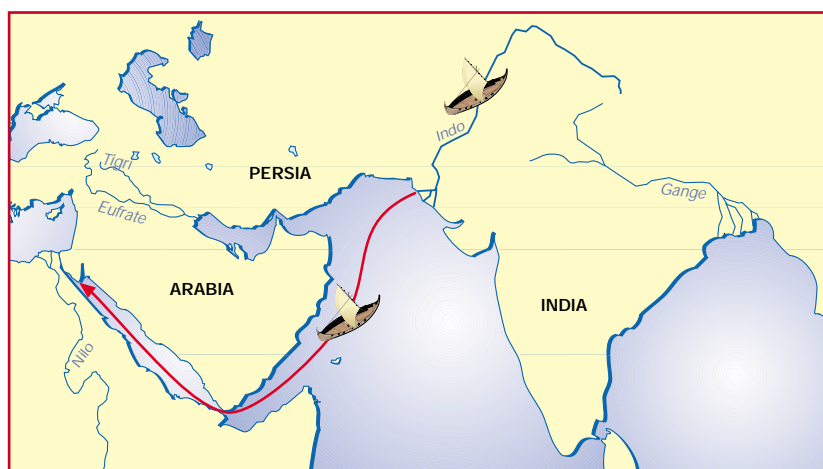 Indo
Tigri
PERSIA
Gange
Eufrate
ARABIA
INDIA
Nilo